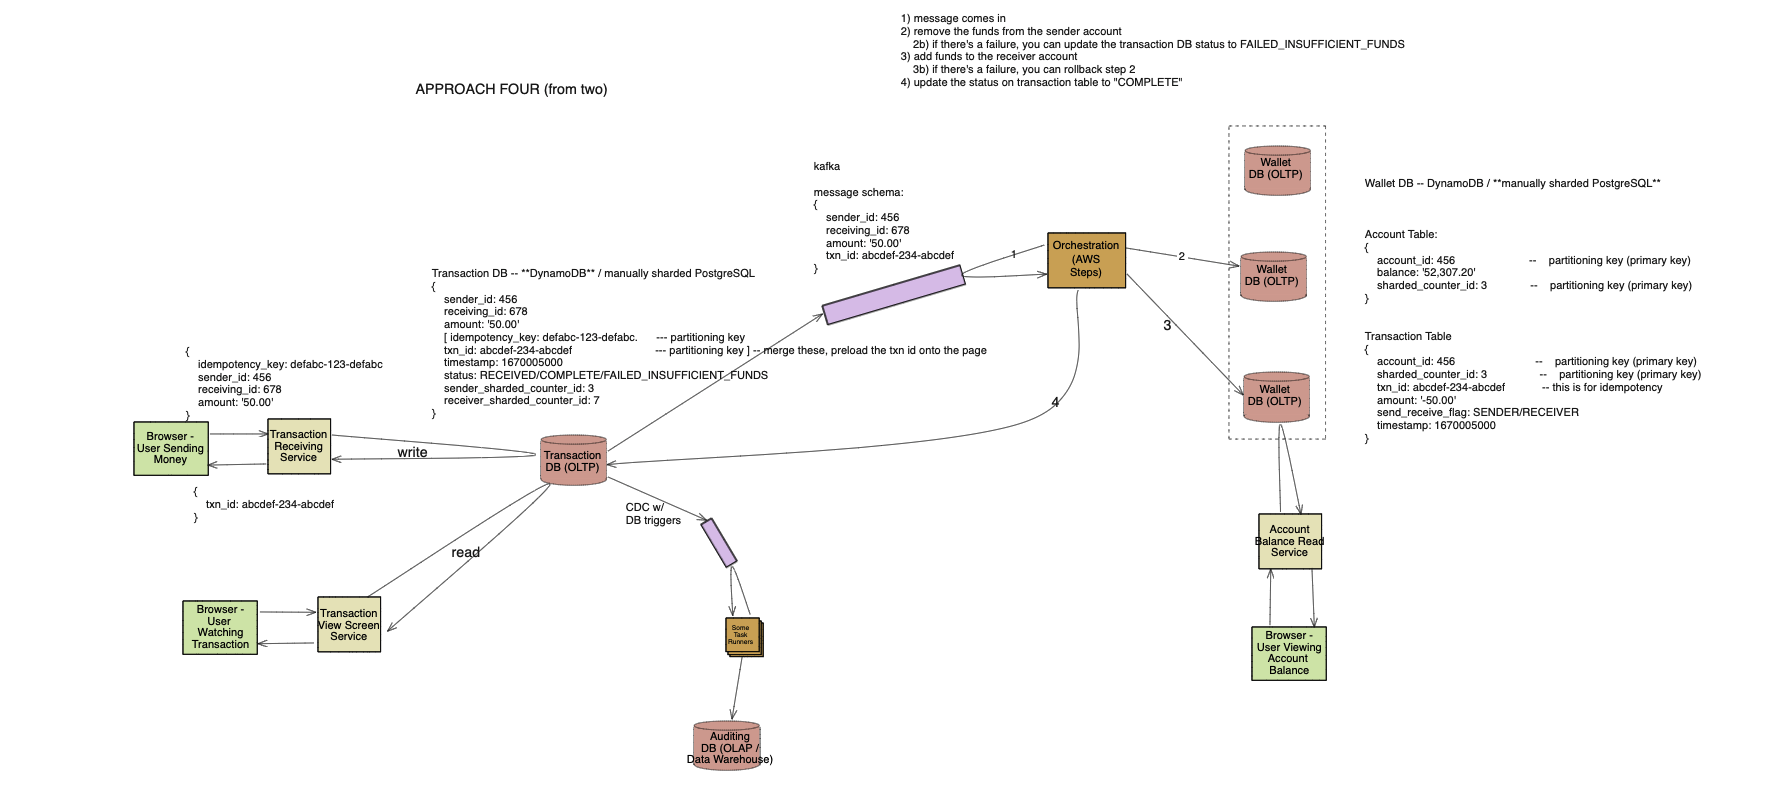 1) message comes in
2) remove the funds from the sender account
2b) if there's a failure, you can update the transaction DB status to FAILED_INSUFFICIENT_FUNDS
3) add funds to the receiver account
3b) if there's a failure, you can rollback step 2
4) update the status on transaction table to "COMPLETE"
APPROACH FOUR (from two)
kafka
message schema:
{
sender_id: 456
receiving_id: 678
amount: '50.00'
txn_id: abcdef-234-abcdef
}
1
Orchestration
(AWS
Steps)
2
3
4
Wallet
DB (OLTP)
Wallet
DB (OLTP)
Wallet
DB (OLTP)
Wallet DB -- DynamoDB / **manually sharded PostgreSQL**
Account Table:
{
account_id: 456 -- partitioning key (primary key)
balance: '52,307.20'
sharded_counter_id: 3 -- partitioning key (primary key)
}
Transaction Table
{
account_id: 456 -- partitioning key (primary key)
sharded_counter_id: 3 -- partitioning key (primary key)
txn_id: abcdef-234-abcdef -- this is for idempotency
amount: '-50.00'
send_receive_flag: SENDER/RECEIVER
timestamp: 1670005000
}
Transaction DB -- **DynamoDB** / manually sharded PostgreSQL
{
sender_id: 456
receiving_id: 678
amount: '50.00'
[ idempotency_key: defabc-123-defabc. --- partitioning key
txn_id: abcdef-234-abcdef --- partitioning key ] -- merge these, preload the txn id onto the page
timestamp: 1670005000
status: RECEIVED/COMPLETE/FAILED_INSUFFICIENT_FUNDS
sender_sharded_counter_id: 3
receiver_sharded_counter_id: 7
}
{
idempotency_key: defabc-123-defabc
sender_id: 456
receiving_id: 678
amount: '50.00'
}
Browser -
User Sending
Money
Transaction
Receiving
Service
write
Transaction
DB (OLTP)
{
txn_id: abcdef-234-abcdef
}
CDC w/
DB triggers
read
Browser -
User
Watching
Transaction
Transaction
View Screen
Service
Some
Task
Runners
Auditing
DB (OLAP /
Data Warehouse)
Account
Balance Read
Service
Browser -
User Viewing
Account
Balance